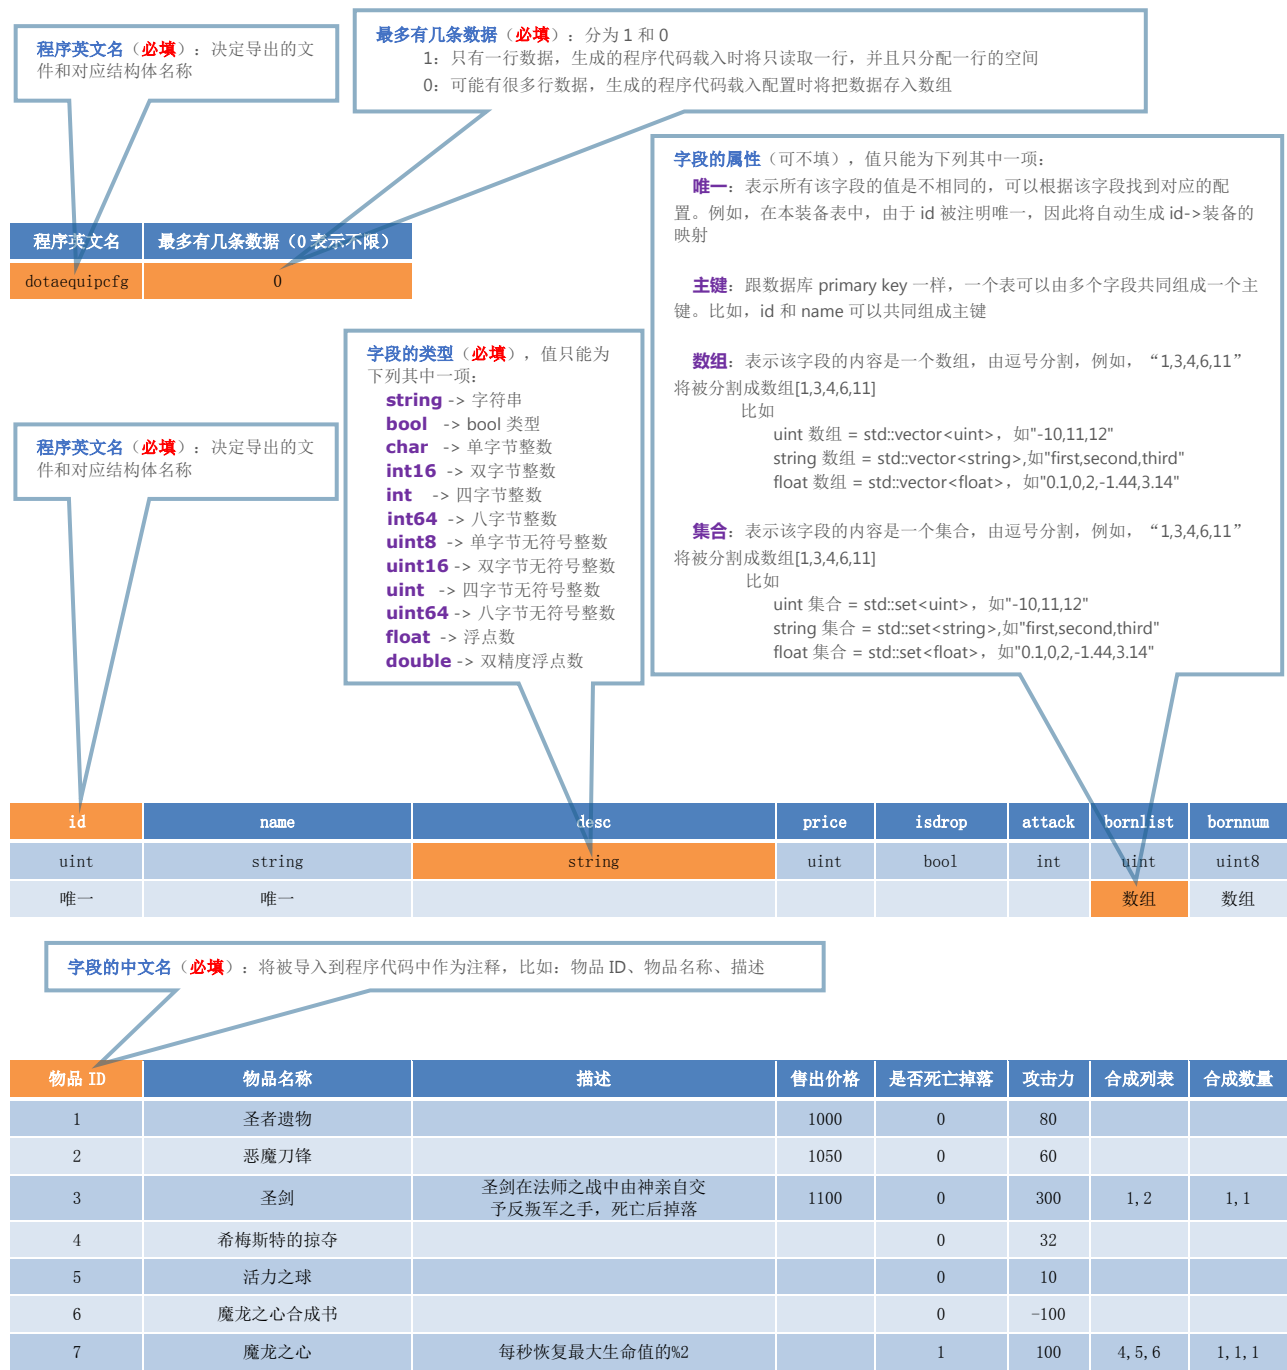 程序英文名（必填）：决定导出的文
件和对应结构体名称
最多有几条数据（必填）：分为 1 和 0
1：只有一行数据，生成的程序代码载入时将只读取一行，并且只分配一行的空间
0：可能有很多行数据，生成的程序代码载入配置时将把数据存入数组
字段的属性（可不填），值只能为下列其中一项：
唯一：表示所有该字段的值是不相同的，可以根据该字段找到对应的配
置。例如，在本装备表中，由于 id 被注明唯一，因此将自动生成 id->装备的
映射
主键：跟数据库 primary key 一样，一个表可以由多个字段共同组成一个主
键。比如，id 和 name 可以共同组成主键
数组：表示该字段的内容是一个数组，由逗号分割，例如，“1,3,4,6,11”
将被分割成数组[1,3,4,6,11]
比如
uint 数组 = std::vector<uint>，如"-10,11,12"
string 数组 = std::vector<string>,如"first,second,third"
float 数组 = std::vector<float>，如"0.1,0,2,-1.44,3.14"
集合：表示该字段的内容是一个集合，由逗号分割，例如，“1,3,4,6,11”
将被分割成数组[1,3,4,6,11]
比如
uint 集合 = std::set<uint>，如"-10,11,12"
string 集合 = std::set<string>,如"first,second,third"
float 集合 = std::set<float>，如"0.1,0,2,-1.44,3.14"
程序英文名 最多有几条数据（0 表示不限）
dotaequipcfg 0
字段的类型（必填），值只能为
下列其中一项：
string -> 字符串
bool -> bool 类型
char -> 单字节整数
int16 -> 双字节整数
int -> 四字节整数
int64 -> 八字节整数
uint8 -> 单字节无符号整数
uint16 -> 双字节无符号整数
uint -> 四字节无符号整数
uint64 -> 八字节无符号整数
float -> 浮点数
double -> 双精度浮点数
程序英文名（必填）：决定导出的文
件和对应结构体名称
id name desc price isdrop attack bornlist bornnum
uint string string uint bool int uint uint8
唯一 唯一 数组 数组
字段的中文名（必填）：将被导入到程序代码中作为注释，比如：物品 ID、物品名称、描述
物品 ID 物品名称 描述 售出价格 是否死亡掉落 攻击力 合成列表 合成数量
1 圣者遗物 1000 0 80
2 恶魔刀锋 1050 0 60
3 圣剑 圣剑在法师之战中由神亲自交 1100 0 300 1,2 1,1
予反叛军之手，死亡后掉落
4 希梅斯特的掠夺 0 32
5 活力之球 0 10
6 魔龙之心合成书 0 -100
7 魔龙之心 每秒恢复最大生命值的%2 1 100 4,5,6 1,1,1